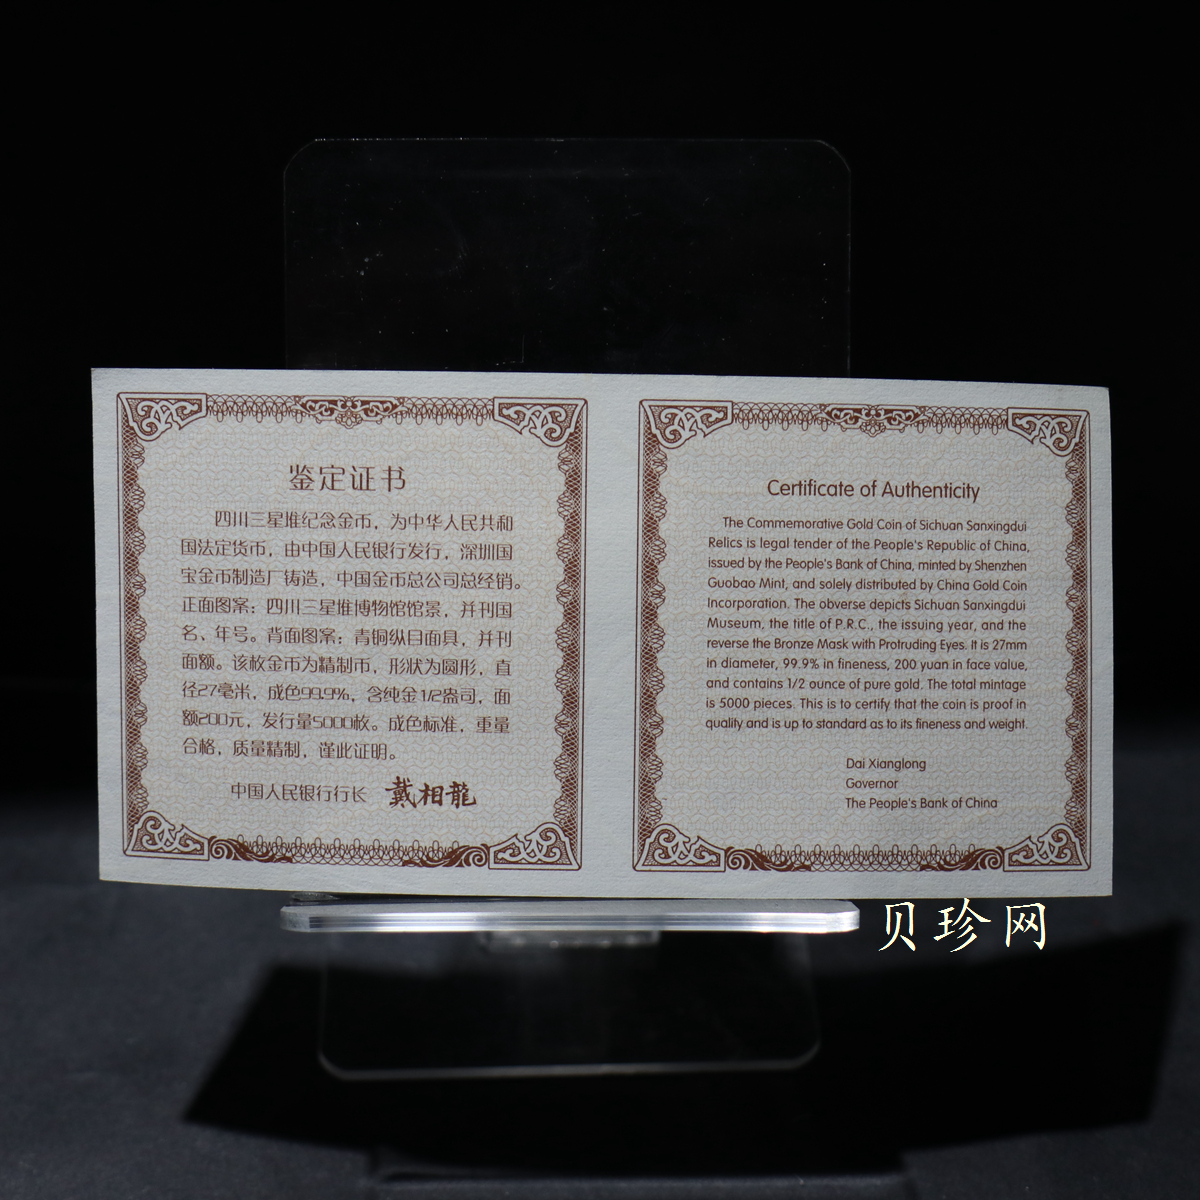 鉴定证书
四川三星堆纪念金币，为中华人民共和
国法定货币，由中国人民银行发行，深圳国
宝金币制造厂铸造，中国金币总公司总经销。
正面图案：四川三星堆博物馆馆景，并刊国
名、年号。背面图案：青铜纵目面具，并刊
面额。该枚金币为精制币，形状为圆形，直
径27毫米，成色99.9%，含纯金1/2盎司，面
额200元，发行量5000枚。成色标准，重量
合格，质量精制，谨此证明。
中国人民银行行长 戴相龍
Certificate of Authenticity
The Commemorative Gold Coin of Sichuan Sanxingdui
Relics is legal tender of the People's Republic of China,
issued by the People's Bank of China, minted by Shenzhen
Guobao Mint, and solely distributed by China Gold Coin
Incorporation. The obverse depicts Sichuan Sanxingdui
Museum, the title of P.R.C., the issuing year, and the
reverse the Bronze Mask with Protruding Eyes. It is 27mm
in diameter, 99.9% in fineness, 200 yuan in face value,
and contains 1/2 ounce of pure gold. The total mintage
is 5000 pieces. This is to certify that the coin is proof in
quality and is up to standard as to its fineness and weight.
Dai Xianglong
Governor
The People's Bank of China
贝珍网